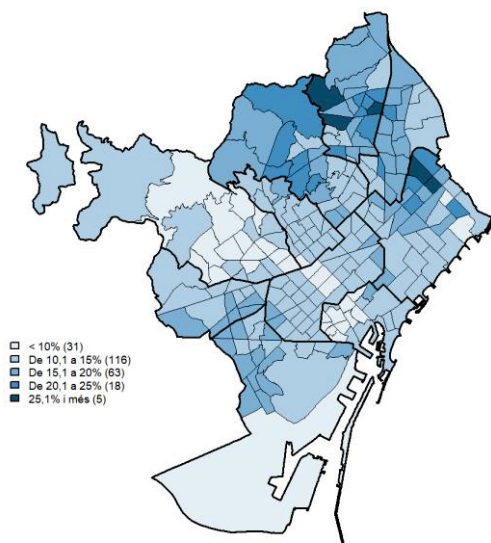 < 10% (31)
De 10,1 a 15% (116)
De 15,1 a 20% (63)
De 20,1 a 25% (18)
25,1% i més (5)